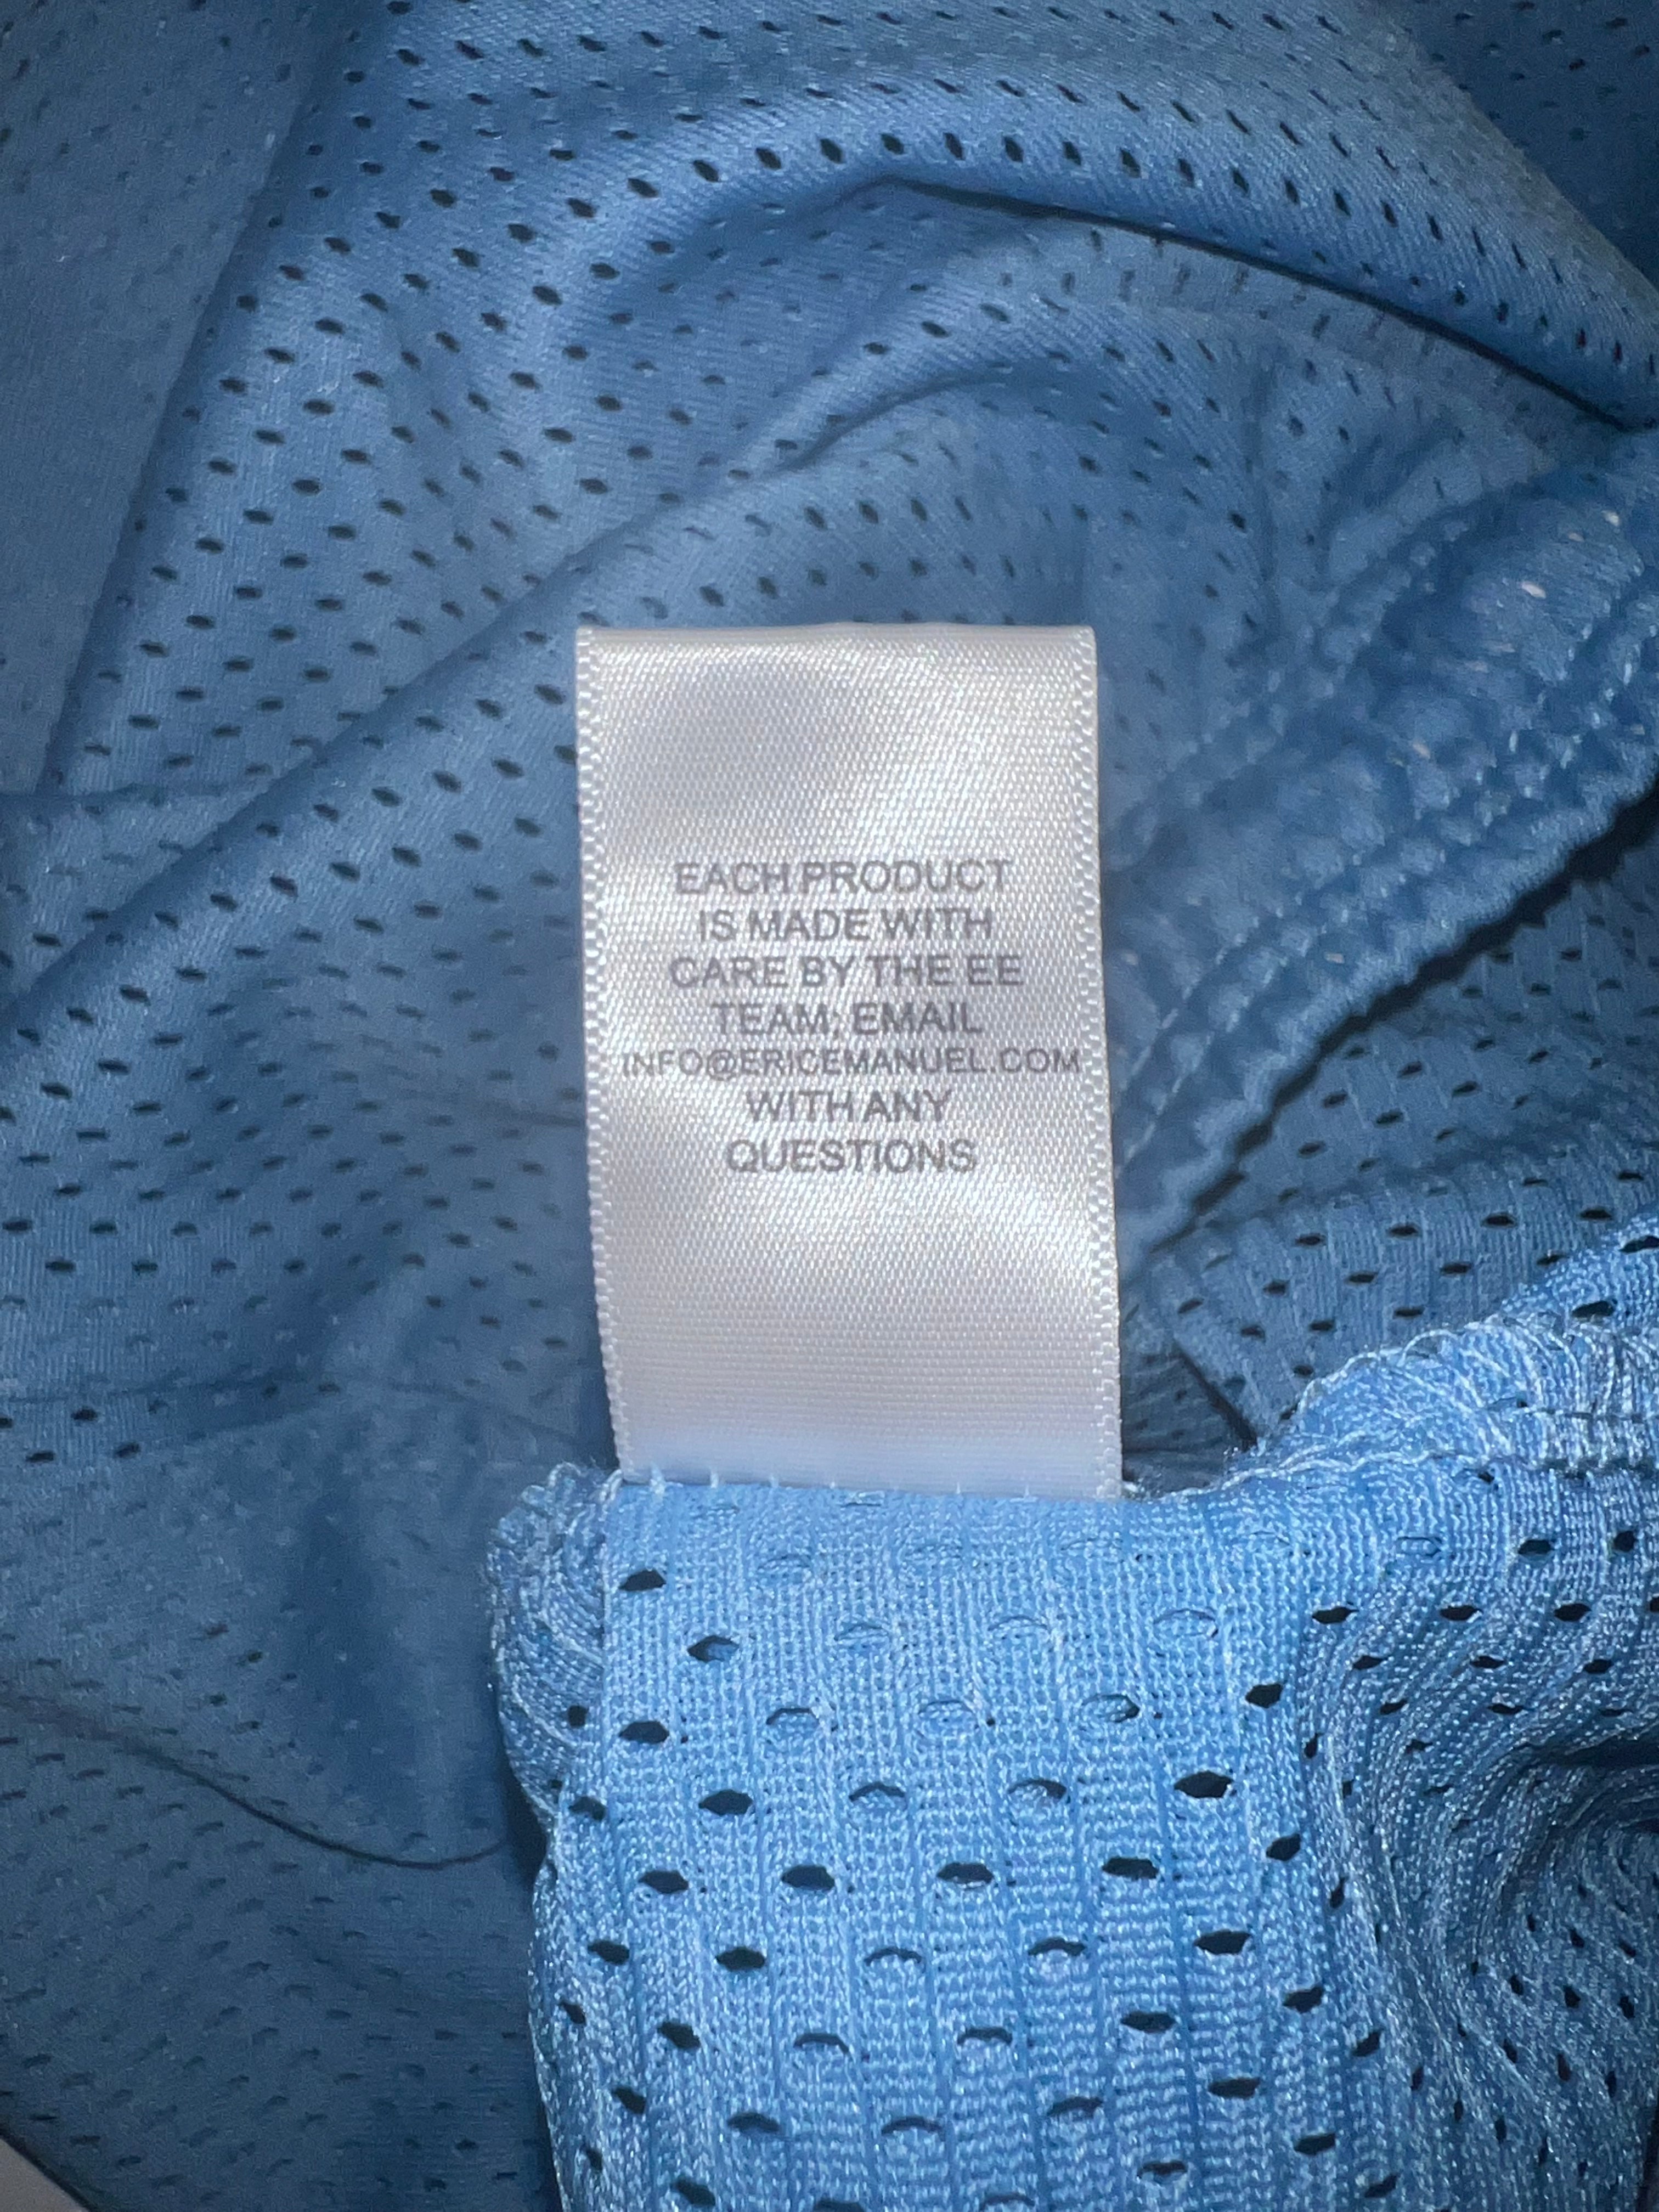 EACH PRODUCT
IS MADE WITH
CARE BY THE EE
TEAM, EMAIL
INFO@ERICEMANUEL.COM
WITH ANY
QUESTIONS